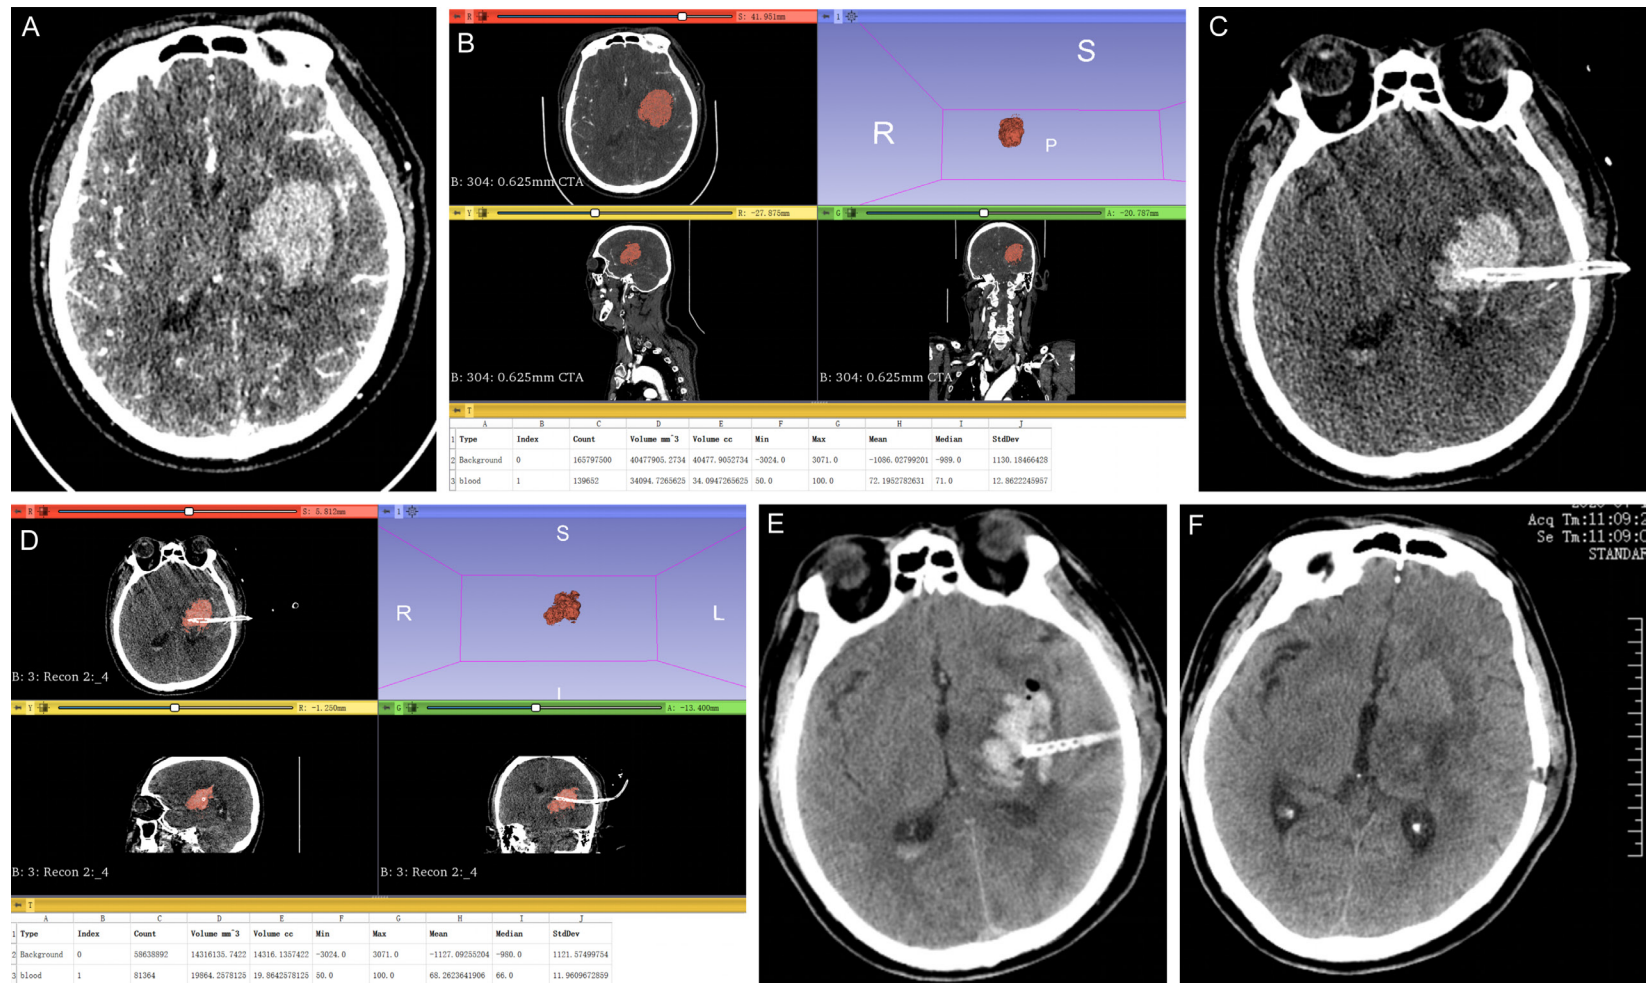 A
B
R S: 41.951mm
1
S
R
P
B: 304: 0.625mm CTA
Y R: -27.875mm
G A: -20.787mm
B: 304: 0.625mm CTA
B: 304: 0.625mm CTA
T
A B C D E F G H I J
1 Type Index Count Volume mm^3 Volume cc Min Max Mean Median StdDev
2 Background 0 165797500 40477905.2734 40477.9052734 -3024.0 3071.0 -1086.02799201 -989.0 1130.18466428
3 blood 1 139652 34094.7265625 34.0947265625 50.0 100.0 72.1952782631 71.0 12.8622245957
C
D
R S: 5.812mm
1
S
R
L
I
B: 3: Recon 2:_4
Y R: -1.250mm
G A: -13.400mm
B: 3: Recon 2:_4
B: 3: Recon 2:_4
T
A B C D E F G H I J
1 Type Index Count Volume mm^3 Volume cc Min Max Mean Median StdDev
2 Background 0 58638892 14316135.7422 14316.1357422 -3024.0 3071.0 -1127.09255204 -980.0 1121.57499754
3 blood 1 81364 19864.2578125 19.8642578125 50.0 100.0 68.2623641906 66.0 11.9609672859
E
F
Acq Tm:11:09:2
Se Tm:11:09:0
STANDAR